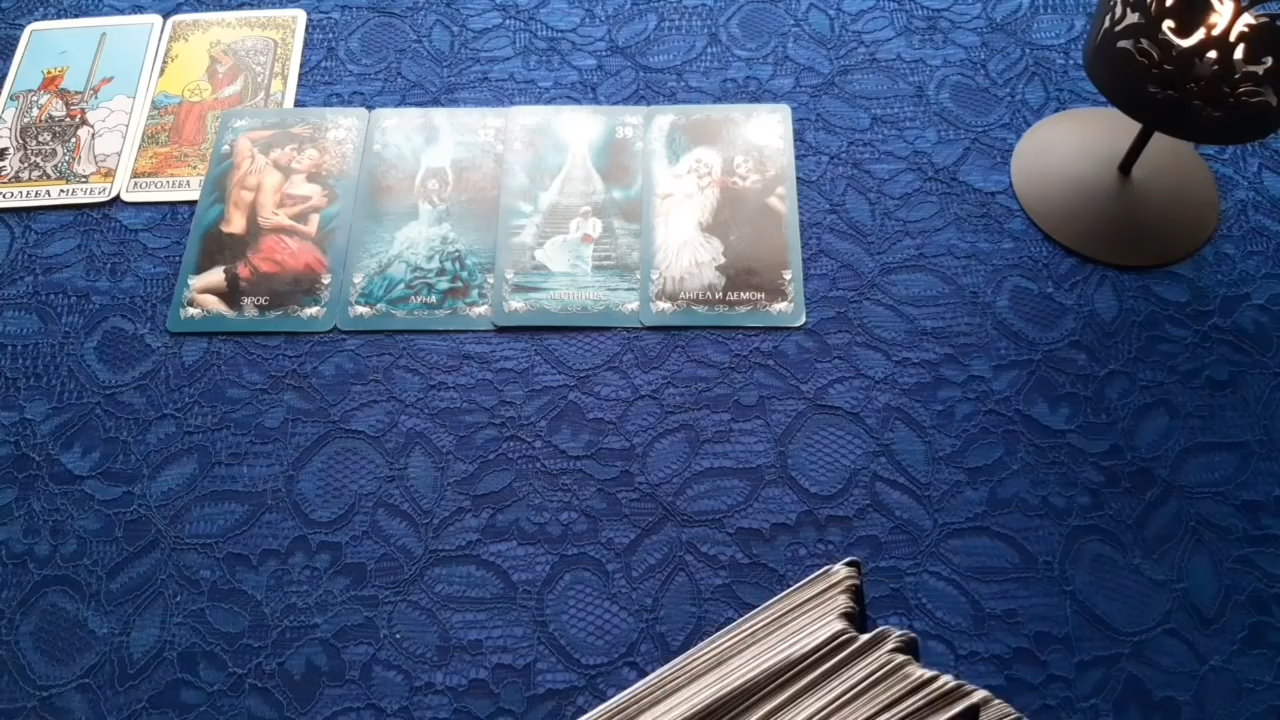 КОРОЛЕВА МЕЧЕЙ
КОРОЛЕВА
39
ЭРОС
ЛУНА
ЛЕСТНИЦА
АНГЕЛ И ДЕМОН